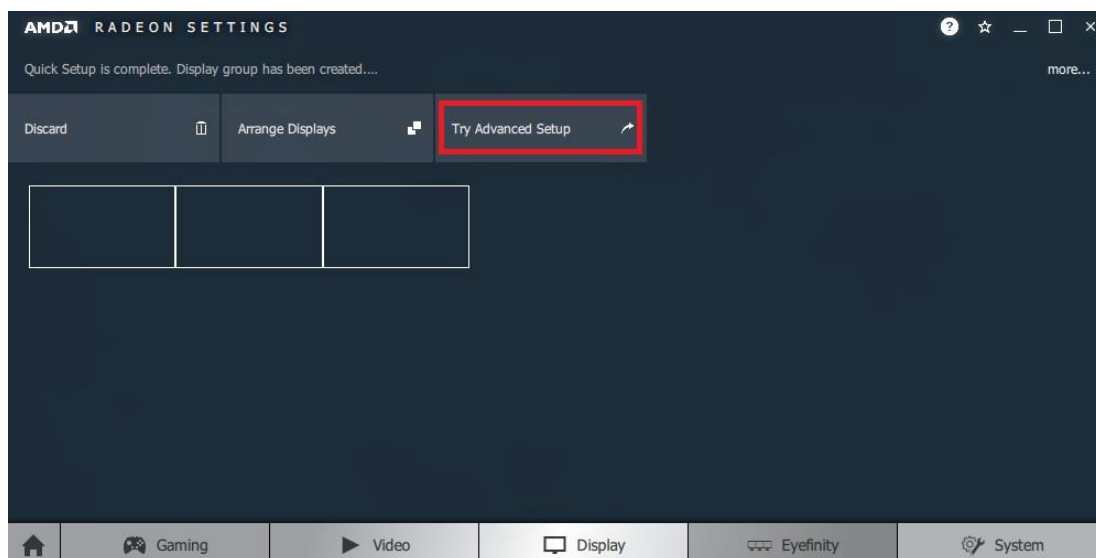 AMD RADEON SETTINGS
Quick Setup is complete. Display group has been created.... more...
Discard Arrange Displays Try Advanced Setup
Gaming Video Display Eyefinity System